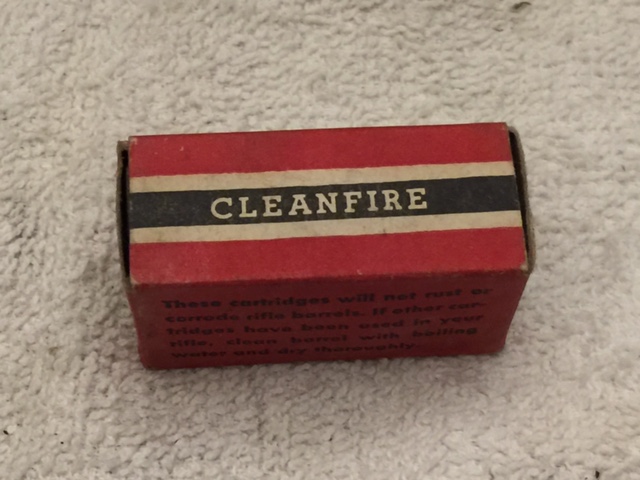 CLEANFIRE
These cartridges will not rust or
corrode rifle barrels. If other car-
tridges have been used in your
rifle, clean barrel with boiling
water and dry thoroughly.